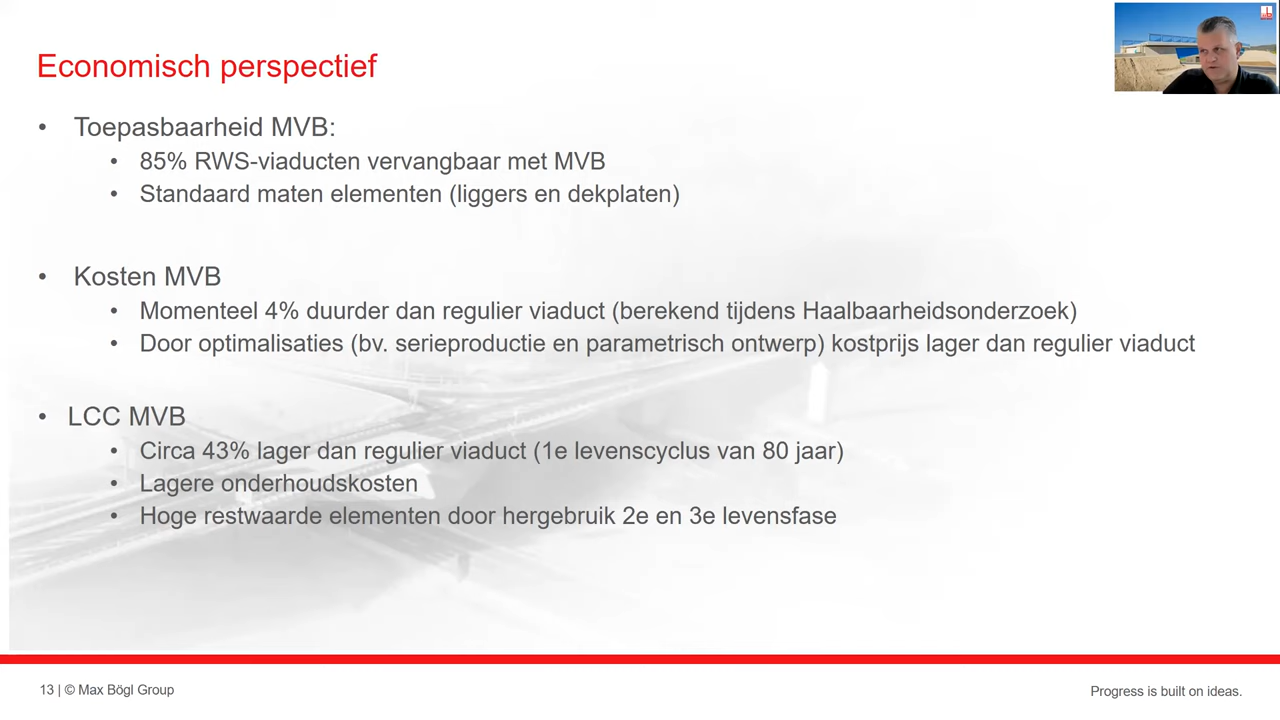 Economisch perspectief
• Toepasbaarheid MVB:
• 85% RWS-viaducten vervangbaar met MVB
• Standaard maten elementen (liggers en dekplaten)
• Kosten MVB
• Momenteel 4% duurder dan regulier viaduct (berekend tijdens Haalbaarheidsonderzoek)
• Door optimalisaties (bv. serieproductie en parametrisch ontwerp) kostprijs lager dan regulier viaduct
• LCC MVB
• Circa 43% lager dan regulier viaduct (1e levenscyclus van 80 jaar)
• Lagere onderhoudskosten
• Hoge restwaarde elementen door hergebruik 2e en 3e levensfase
13 | © Max Bögl Group
Progress is built on ideas.